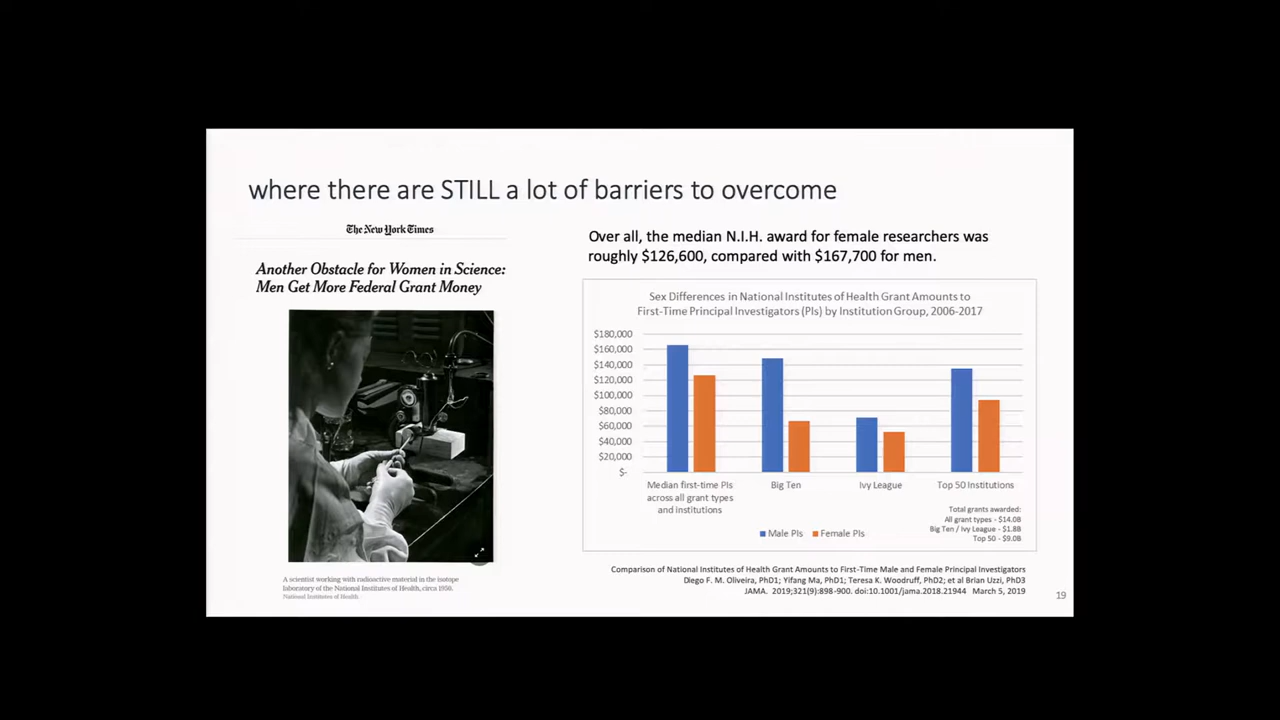 where there are STILL a lot of barriers to overcome
The New York Times
Another Obstacle for Women in Science:
Men Get More Federal Grant Money
A scientist working with radioactive material in the isotope
laboratory of the National Institutes of Health, circa 1950.
National Institutes of Health
Over all, the median N.I.H. award for female researchers was
roughly $126,600, compared with $167,700 for men.
Sex Differences in National Institutes of Health Grant Amounts to
First-Time Principal Investigators (PIs) by Institution Group, 2006-2017
$180,000
$160,000
$140,000
$120,000
$100,000
$80,000
$60,000
$40,000
$20,000
$-
Median first-time PIs
across all grant types
and institutions
Big Ten
Ivy League
Top 50 Institutions
Male PIs
Female PIs
Total grants awarded:
All grant types - $14.0B
Big Ten / Ivy League - $1.8B
Top 50 - $9.0B
Comparison of National Institutes of Health Grant Amounts to First-Time Male and Female Principal Investigators
Diego F. M. Oliveira, PhD1; Yifang Ma, PhD1; Teresa K. Woodruff, PhD2; et al Brian Uzzi, PhD3
JAMA. 2019;321(9):898-900. doi:10.1001/jama.2018.21944 March 5, 2019
19